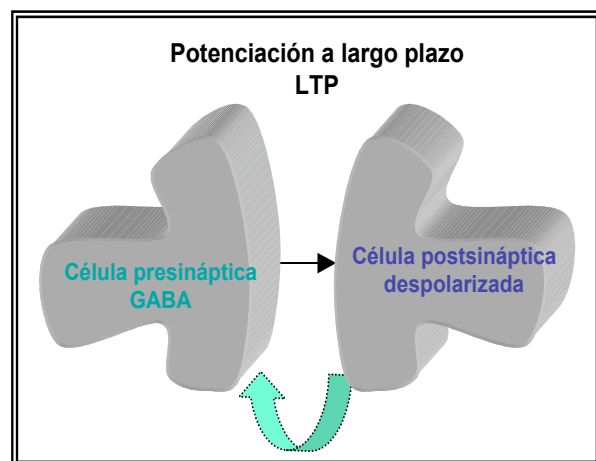 Potenciación a largo plazo
LTP
Célula presináptica
GABA
Célula postsináptica
despolarizada